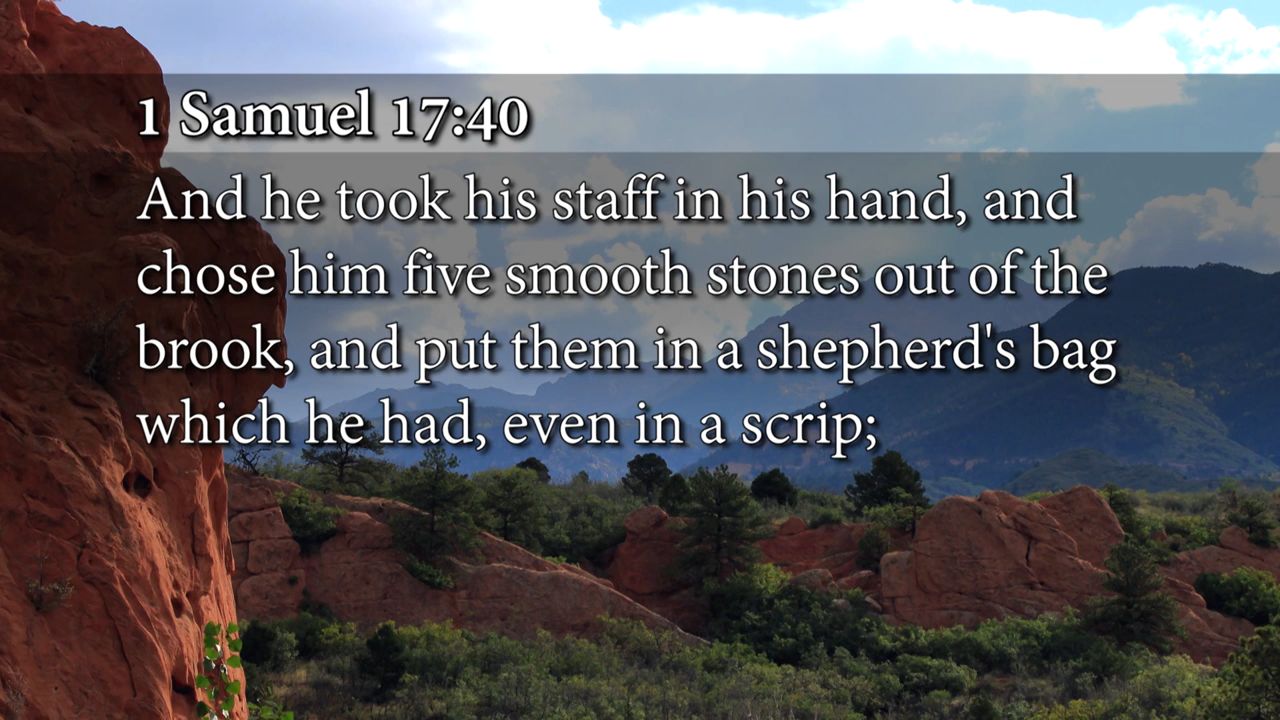 1 Samuel 17:40
And he took his staff in his hand, and
chose him five smooth stones out of the
brook, and put them in a shepherd's bag
which he had, even in a scrip;